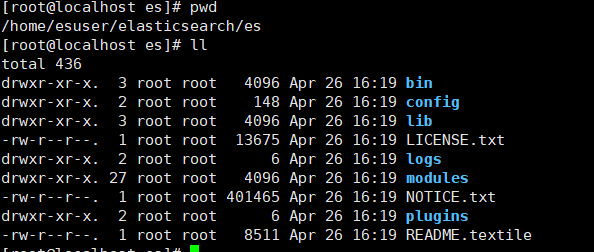 [root@localhost es]# pwd
/home/esuser/elasticsearch/es
[root@localhost es]# ll
total 436
drwxr-xr-x.  3 root root   4096 Apr 26 16:19 bin
drwxr-xr-x.  2 root root    148 Apr 26 16:19 config
drwxr-xr-x.  3 root root   4096 Apr 26 16:19 lib
-rw-r--r--.  1 root root  13675 Apr 26 16:19 LICENSE.txt
drwxr-xr-x.  2 root root      6 Apr 26 16:19 logs
drwxr-xr-x. 27 root root   4096 Apr 26 16:19 modules
-rw-r--r--.  1 root root 401465 Apr 26 16:19 NOTICE.txt
drwxr-xr-x.  2 root root      6 Apr 26 16:19 plugins
-rw-r--r--.  1 root root   8511 Apr 26 16:19 README.textile
[root@localhost es]#